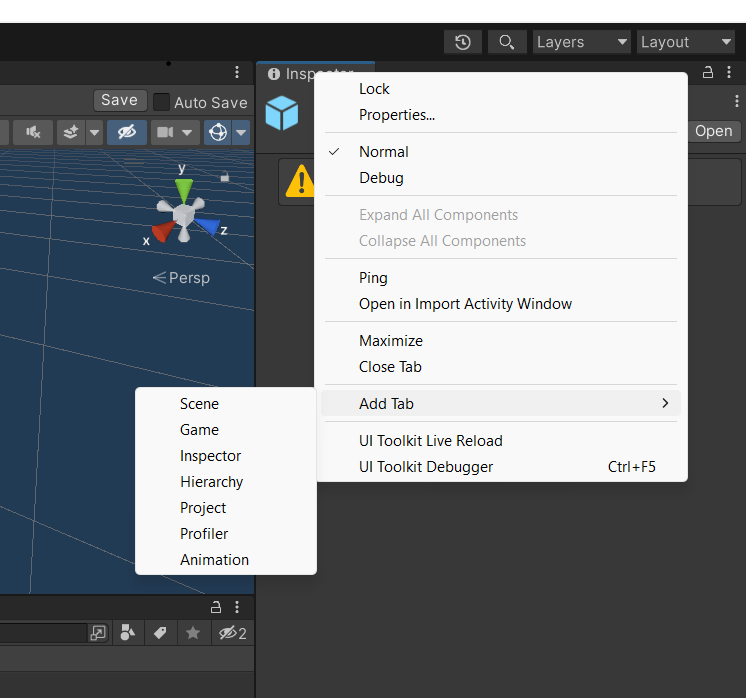 Layers
Layout
Inspector
Save
Auto Save
Open
y
x
z
Persp
Lock
Properties...
Normal
Debug
Expand All Components
Collapse All Components
Ping
Open in Import Activity Window
Maximize
Close Tab
Add Tab
UI Toolkit Live Reload
UI Toolkit Debugger Ctrl+F5
Scene
Game
Inspector
Hierarchy
Project
Profiler
Animation
2